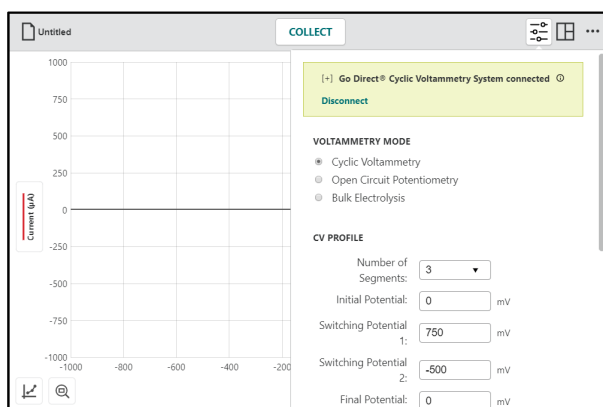 Untitled
COLLECT
1000
750
500
250
0
-250
-500
-750
-1000
Current (µA)
-1000 -800 -600 -400 -200
[+] Go Direct® Cyclic Voltammetry System connected
Disconnect
VOLTAMMETRY MODE
Cyclic Voltammetry
Open Circuit Potentiometry
Bulk Electrolysis
CV PROFILE
Number of
Segments: 3
Initial Potential: 0 mV
Switching Potential
1: 750 mV
Switching Potential
2: -500 mV
Final Potential: 0 mV